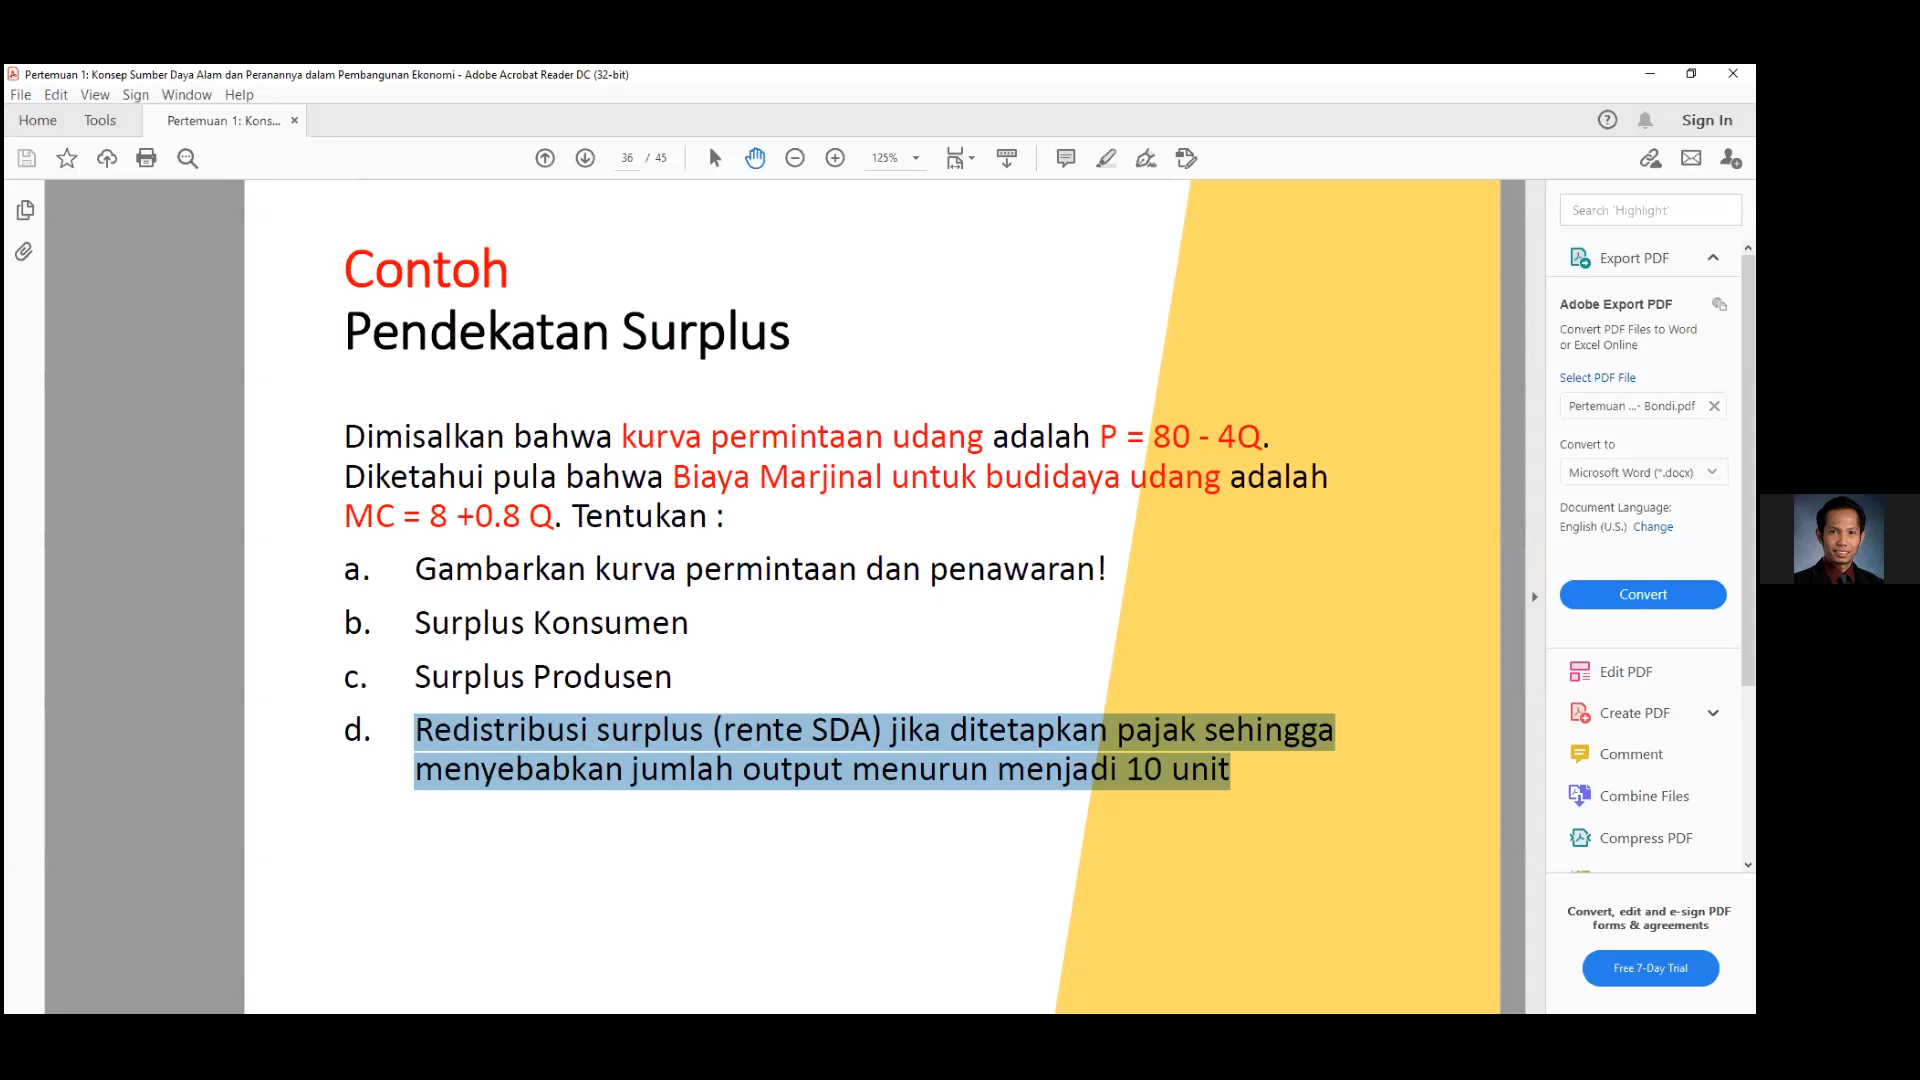 Pertemuan 1: Konsep Sumber Daya Alam dan Peranannya dalam Pembangunan Ekonomi - Adobe Acrobat Reader DC (32-bit)
File Edit View Sign Window Help
Home Tools Pertemuan 1: Kons... × Sign In
36 / 45 125%
Search 'Highlight'
Export PDF
Adobe Export PDF
Convert PDF Files to Word
or Excel Online
Select PDF File
Pertemuan ...- Bondi.pdf
Convert to
Microsoft Word (*.docx)
Document Language:
English (U.S.) Change
Convert
Edit PDF
Create PDF
Comment
Combine Files
Compress PDF
Convert, edit and e-sign PDF
forms & agreements
Free 7-Day Trial
Contoh
Pendekatan Surplus
Dimisalkan bahwa kurva permintaan udang adalah P = 80 - 4Q.
Diketahui pula bahwa Biaya Marjinal untuk budidaya udang adalah
MC = 8 +0.8 Q. Tentukan :
a. Gambarkan kurva permintaan dan penawaran!
b. Surplus Konsumen
c. Surplus Produsen
d. Redistribusi surplus (rente SDA) jika ditetapkan pajak sehingga
menyebabkan jumlah output menurun menjadi 10 unit